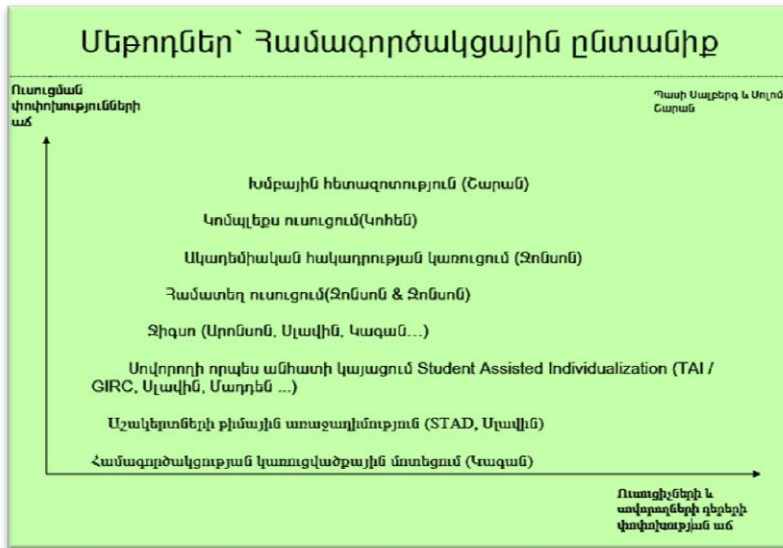 Մեթոդներ` Համագործակցային ընտանիք
Ուսուցման
փոփոխությունների
աճ
Պասի Սալբերգ և Սոլոմ
Շարան
Խմբային հետազոտություն (Շարան)
Կոմպլեքս ուսուցում(Կոհեն)
Ակադեմիական հակադրության կառուցում (Ջոնսոն)
Համատեղ ուսուցում(Ջոնսոն & Ջոնսոն)
Ջիգսո (Արոնսոն, Սլավին, Կագան...)
Սովորողի որպես անհատի կայացում Student Assisted Individualization (TAI /
GIRC, Սլավին, Մադդեն ...)
Աշակերտների թիմային առաջադիմություն (STAD, Սլավին)
Համագործակցության կառուցվածքային մոտեցում (Կագան)
Ուսուցիչների և
սովորողների դերերի
փոփոխության աճ